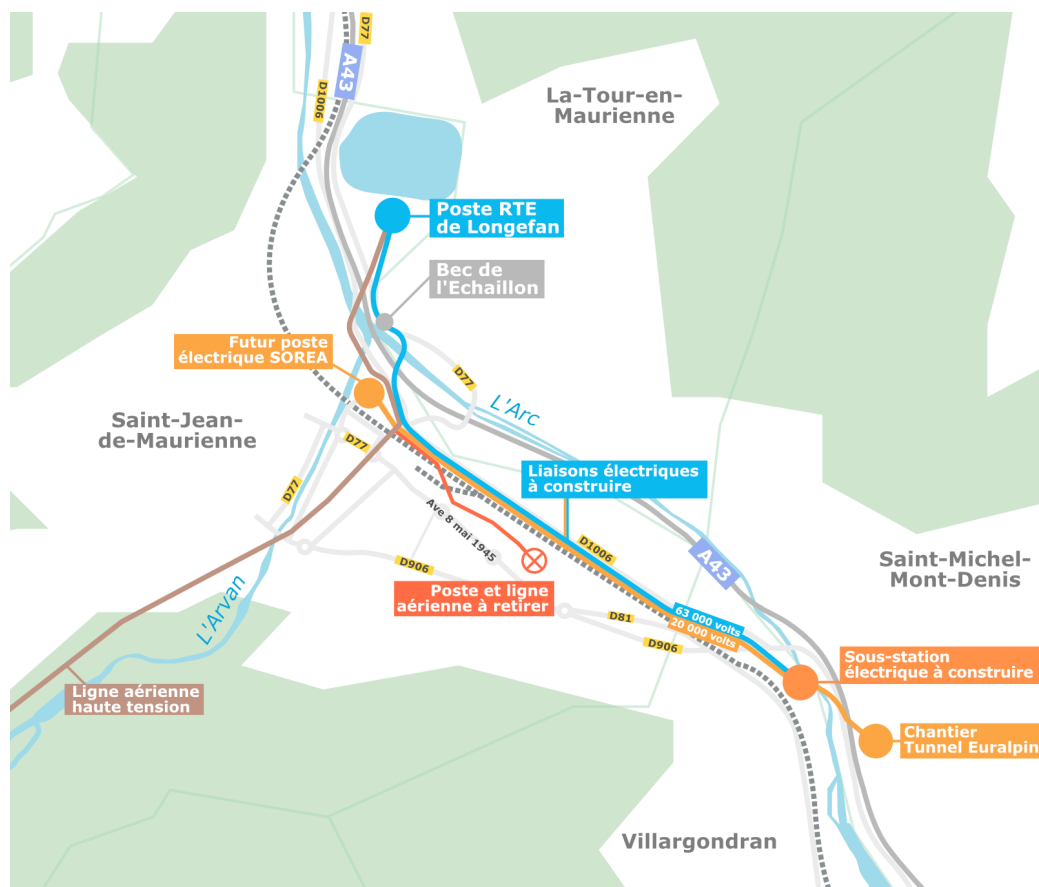 D77
A43
D1006
La-Tour-en-
Maurienne
Poste RTE
de Longefan
Bec de
l'Echaillon
Futur poste
électrique SOREA
D77
L'Arc
Saint-Jean-
de-Maurienne
D77
D77
Liaisons électriques
à construire
Ave 8 mai 1945
D1006
A43
D906
Saint-Michel-
Mont-Denis
Poste et ligne
aérienne à retirer
L'Arvan
63 000 volts
20 000 volts
D81
D906
Sous-station
électrique à construire
Ligne aérienne
haute tension
Chantier
Tunnel Euralpin
Villargondran